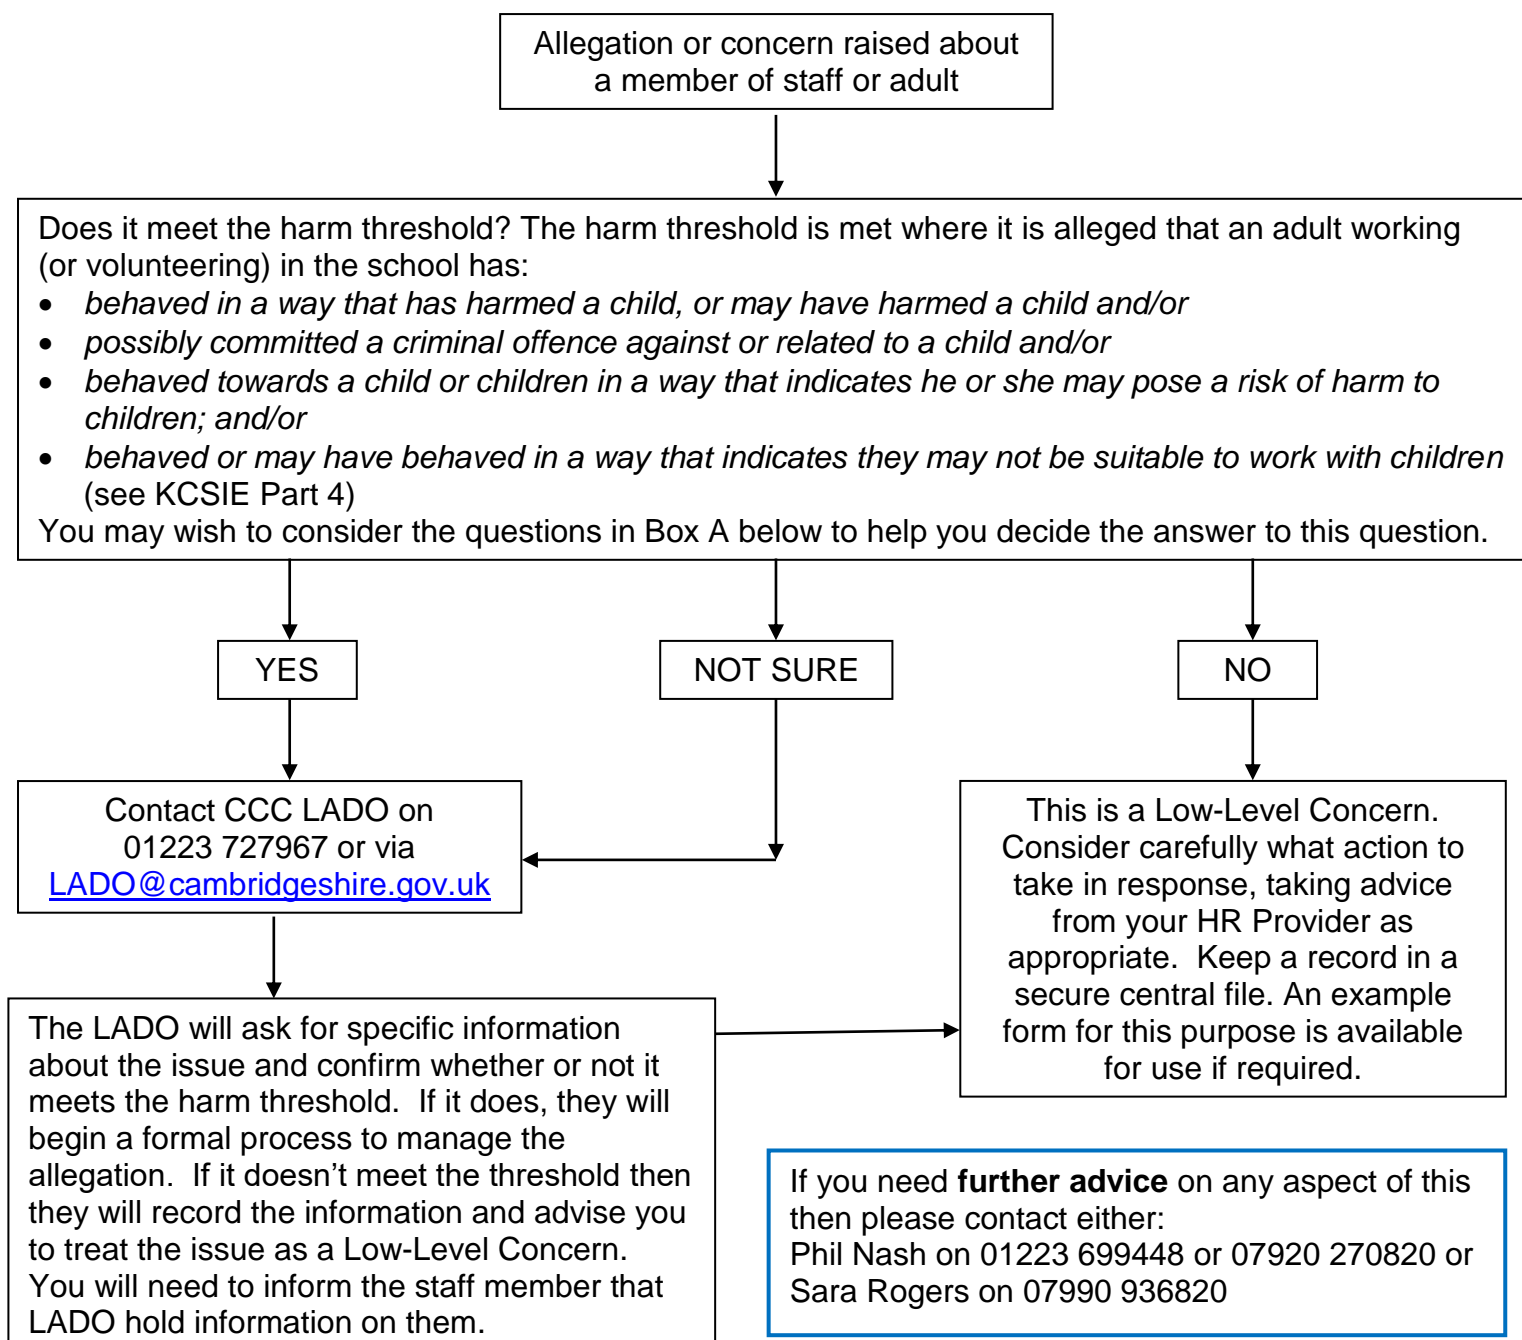 Allegation or concern raised about
a member of staff or adult
Does it meet the harm threshold? The harm threshold is met where it is alleged that an adult working
(or volunteering) in the school has:
• behaved in a way that has harmed a child, or may have harmed a child and/or
• possibly committed a criminal offence against or related to a child and/or
• behaved towards a child or children in a way that indicates he or she may pose a risk of harm to
children; and/or
• behaved or may have behaved in a way that indicates they may not be suitable to work with children
(see KCSIE Part 4)
You may wish to consider the questions in Box A below to help you decide the answer to this question.
YES
NOT SURE
NO
Contact CCC LADO on
01223 727967 or via
LADO@cambridgeshire.gov.uk
This is a Low-Level Concern.
Consider carefully what action to
take in response, taking advice
from your HR Provider as
appropriate.  Keep a record in a
secure central file. An example
form for this purpose is available
for use if required.
The LADO will ask for specific information
about the issue and confirm whether or not it
meets the harm threshold.  If it does, they will
begin a formal process to manage the
allegation.  If it doesn’t meet the threshold then
they will record the information and advise you
to treat the issue as a Low-Level Concern.
You will need to inform the staff member that
LADO hold information on them.
If you need further advice on any aspect of this
then please contact either:
Phil Nash on 01223 699448 or 07920 270820 or
Sara Rogers on 07990 936820